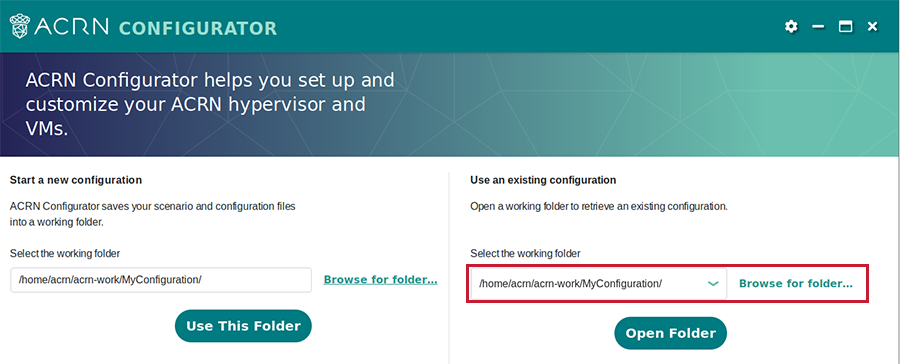 ACRN CONFIGURATOR
ACRN Configurator helps you set up and
customize your ACRN hypervisor and
VMs.
Start a new configuration
ACRN Configurator saves your scenario and configuration files
into a working folder.
Select the working folder
/home/acrn/acrn-work/MyConfiguration/ Browse for folder...
Use This Folder
Use an existing configuration
Open a working folder to retrieve an existing configuration.
Select the working folder
/home/acrn/acrn-work/MyConfiguration/ Browse for folder...
Open Folder